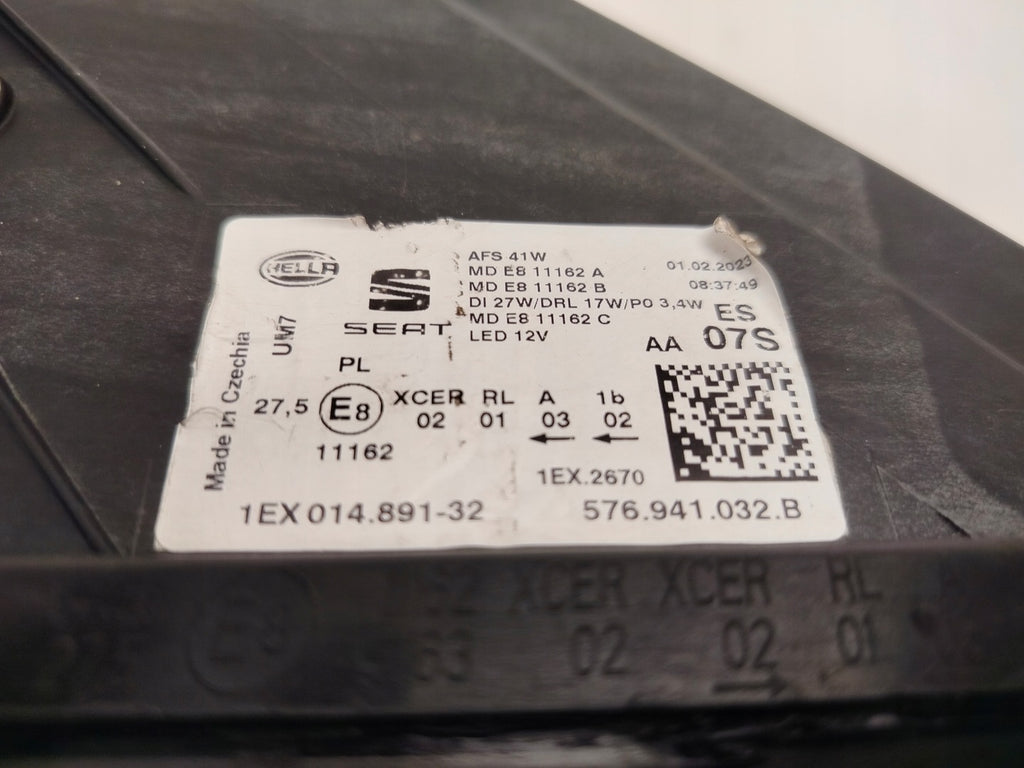 HELLA
SEAT
UM7
Made in Czechia
AFS 41W
MD E8 11162 A
MD E8 11162 B
DI 27W/DRL 17W/PO 3,4W
MD E8 11162 C
LED 12V
01.02.2023
08:37:49
ES
AA 07S
PL
27,5 E8 XCER RL A 1b
02 01 03 02
11162
1EX.2670
1EX 014.891-32 576.941.032.B
XCER XCER RL
02 02 01